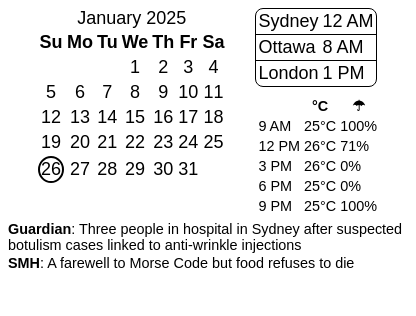 January 2025
Su Mo Tu We Th Fr Sa
1 2 3 4
5 6 7 8 9 10 11
12 13 14 15 16 17 18
19 20 21 22 23 24 25
26 27 28 29 30 31
Sydney 12 AM
Ottawa 8 AM
London 1 PM
°C ☂
9 AM 25°C 100%
12 PM 26°C 71%
3 PM 26°C 0%
6 PM 25°C 0%
9 PM 25°C 100%
Guardian: Three people in hospital in Sydney after suspected
botulism cases linked to anti-wrinkle injections
SMH: A farewell to Morse Code but food refuses to die